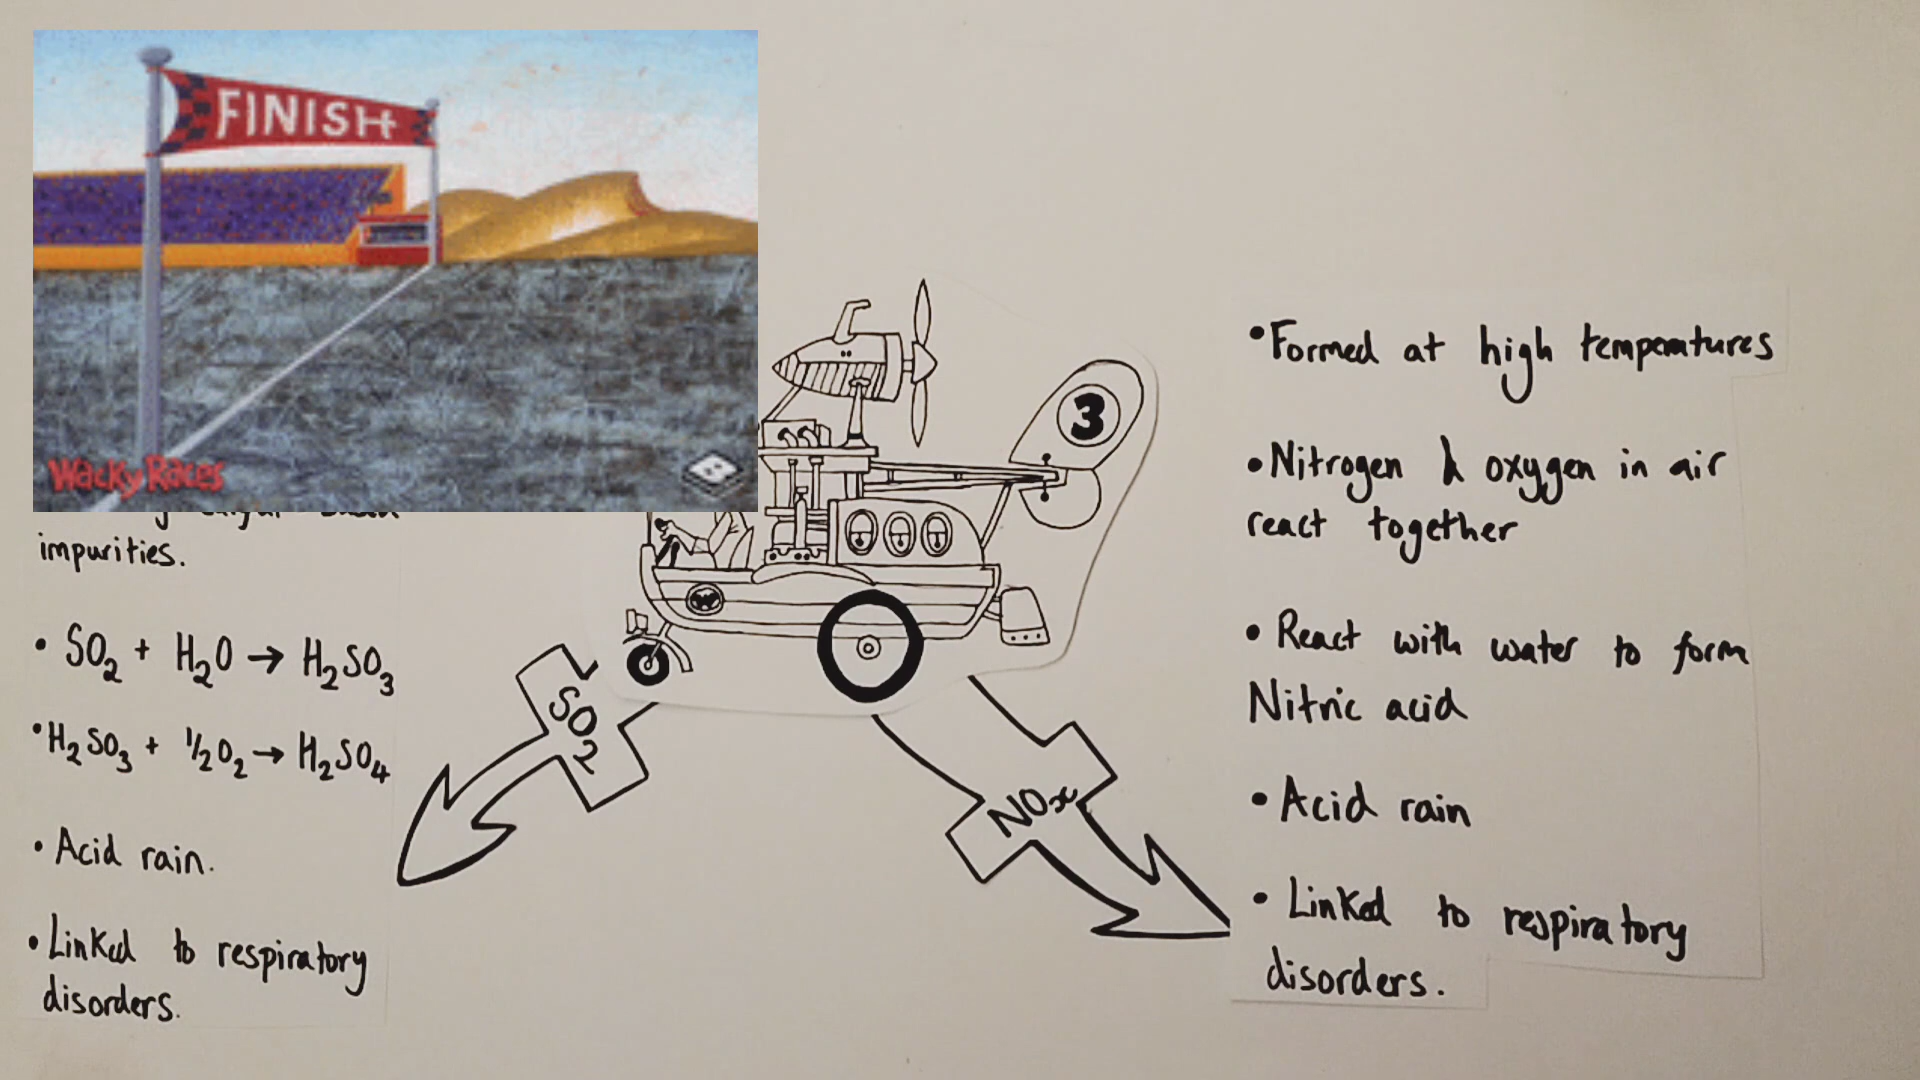 FINISH
Wacky Races
impurities.
• SO2 + H2O → H2SO3
• H2SO3 + 1/2O2 → H2SO4
• Acid rain.
• Linked to respiratory
disorders.
3
W
SO
2
NOx
• Formed at high temperatures
• Nitrogen & oxygen in air
react together
• React with water to form
Nitric acid
• Acid rain
• Linked to respiratory
disorders.